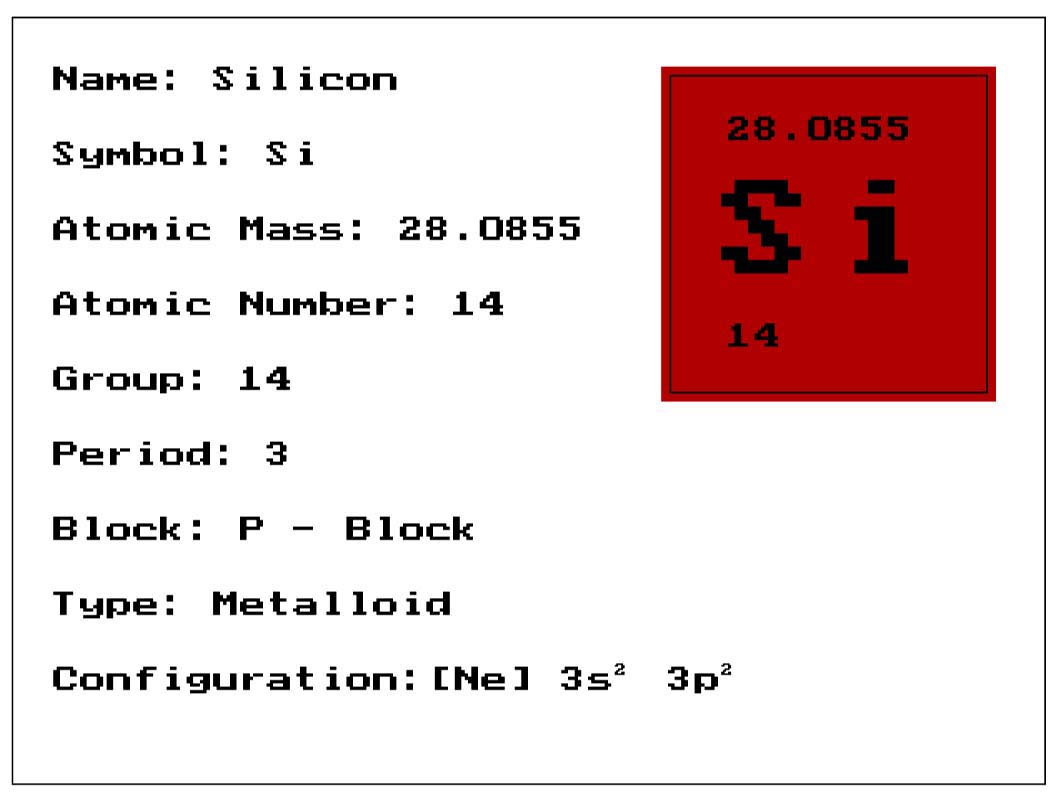 Name: Silicon
Symbol: Si
Atomic Mass: 28.0855
Atomic Number: 14
Group: 14
Period: 3
Block: P - Block
Type: Metalloid
Configuration:[Ne] 3s² 3p²
28.0855
Si
14